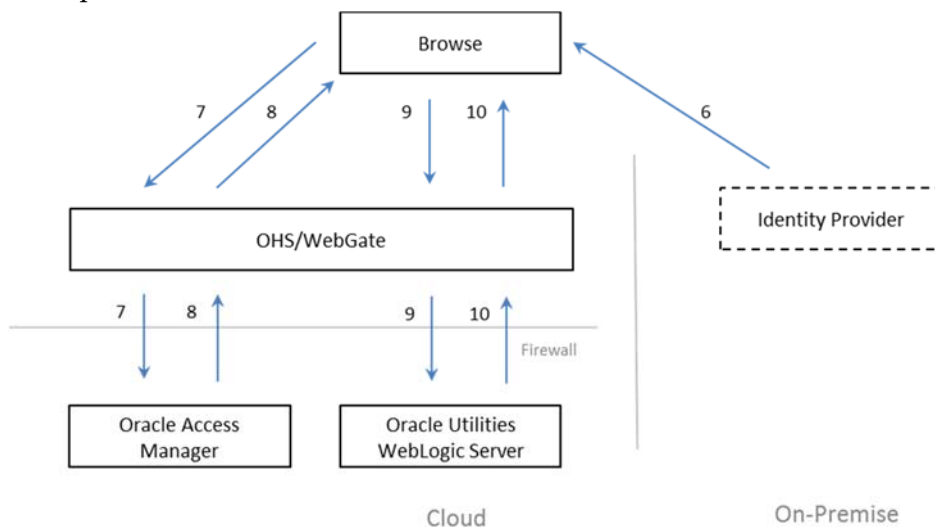 Browse
7
8
9
10
6
Identity Provider
OHS/WebGate
7
8
9
10
Firewall
Oracle Access
Manager
Oracle Utilities
WebLogic Server
Cloud
On-Premise